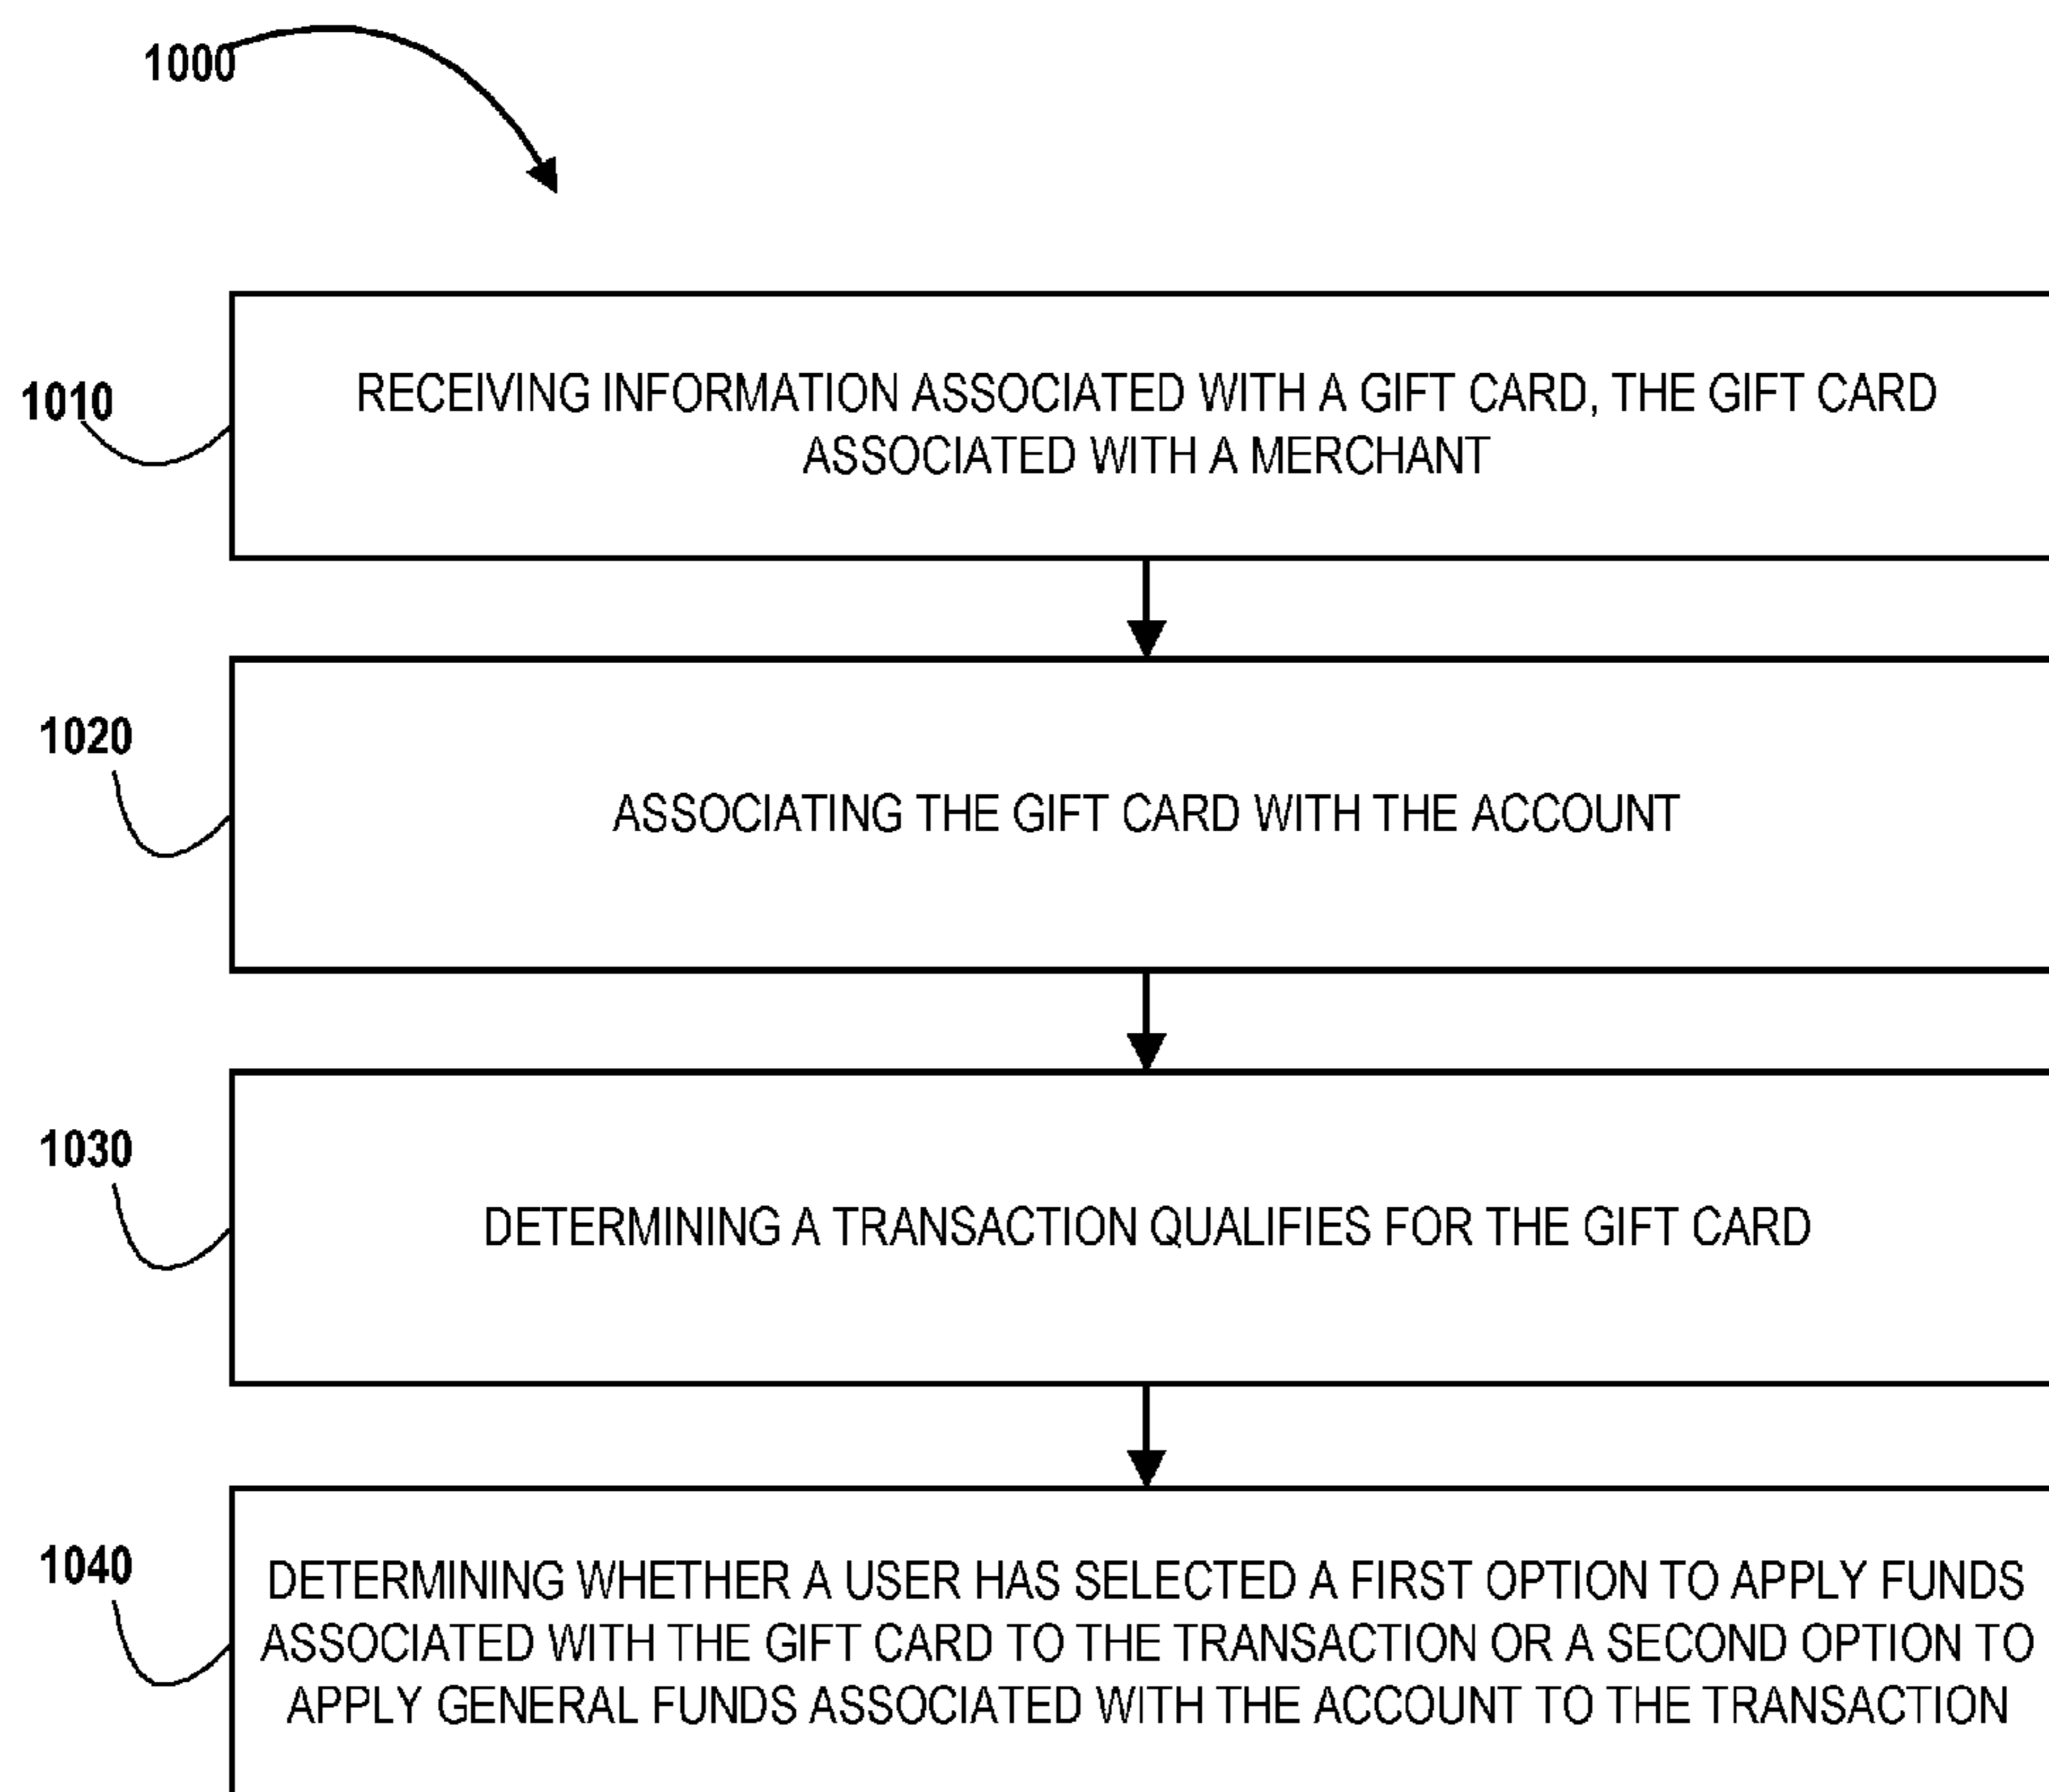 1000
1010
RECEIVING INFORMATION ASSOCIATED WITH A GIFT CARD, THE GIFT CARD
ASSOCIATED WITH A MERCHANT
1020
ASSOCIATING THE GIFT CARD WITH THE ACCOUNT
1030
DETERMINING A TRANSACTION QUALIFIES FOR THE GIFT CARD
1040
DETERMINING WHETHER A USER HAS SELECTED A FIRST OPTION TO APPLY FUNDS
ASSOCIATED WITH THE GIFT CARD TO THE TRANSACTION OR A SECOND OPTION TO
APPLY GENERAL FUNDS ASSOCIATED WITH THE ACCOUNT TO THE TRANSACTION